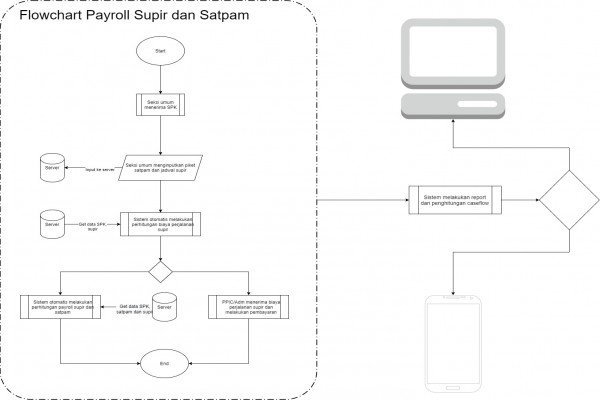 Flowchart Payroll Supir dan Satpam
Start
Seksi umum
menerima SPK
Server
Input ke server
Seksi umum menginputkan piket
satpam dan jadwal supir
Server
Get data SPK,
supir
Sistem otomatis melakukan
perhitungan biaya perjalanan
supir
Sistem otomatis melakukan
perhitungan payroll supir dan
satpam
Get data SPK,
satpam dan supir
Server
PPIC/Adm menerima biaya
perjalanan supir dan
melakukan pembayaran
End
Sistem melakukan report
dan penghitungan caseflow